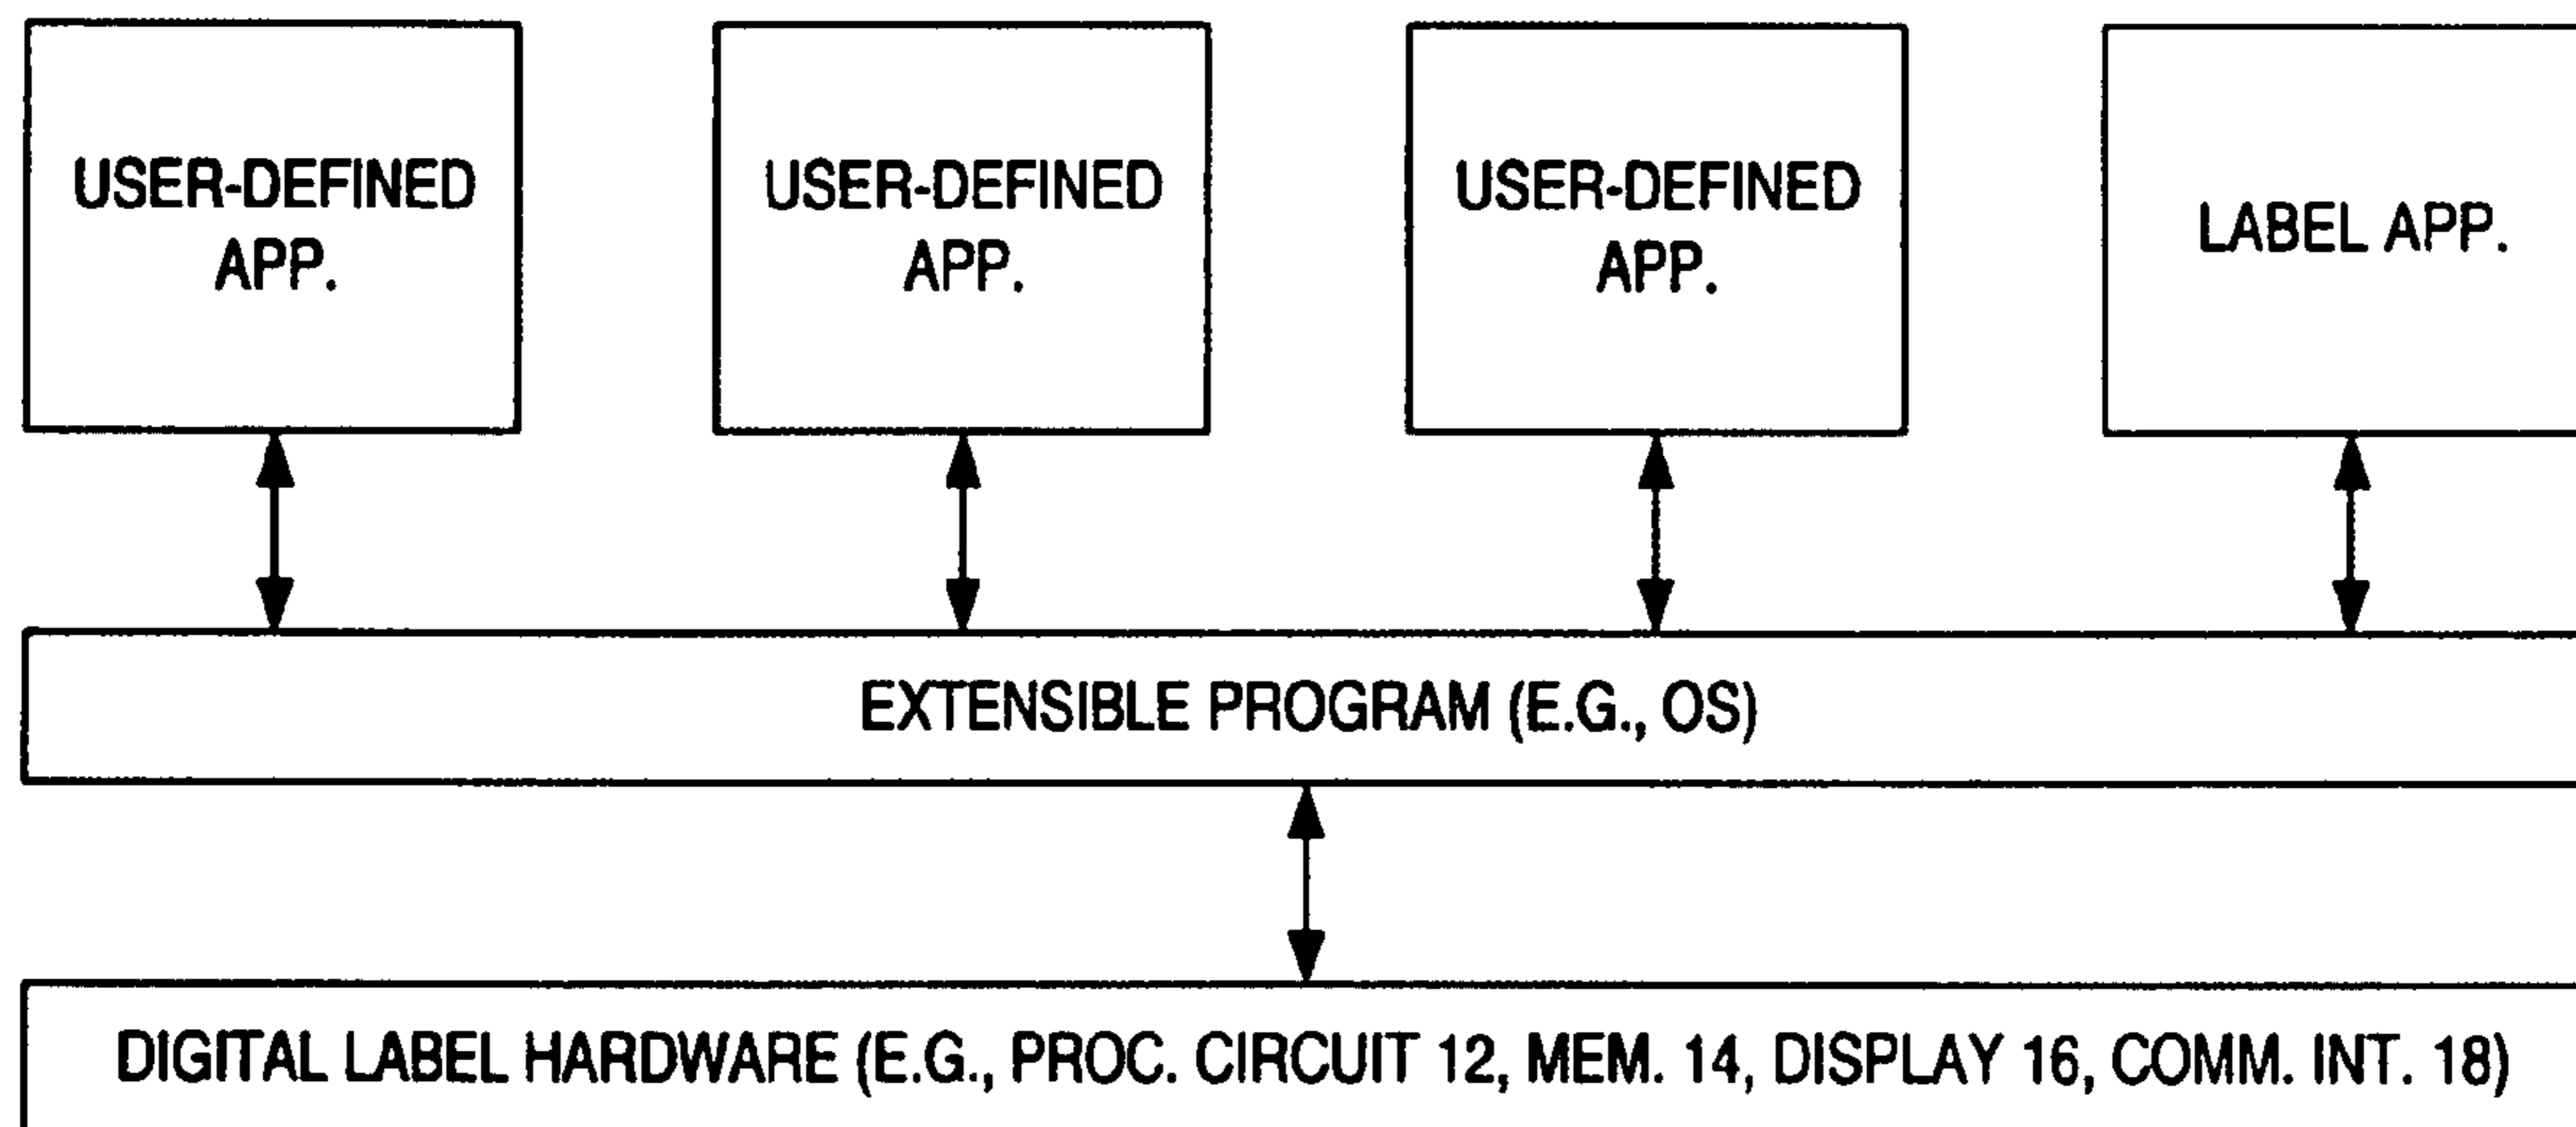 USER-DEFINED
APP.
USER-DEFINED
APP.
USER-DEFINED
APP.
LABEL APP.
EXTENSIBLE PROGRAM (E.G., OS)
DIGITAL LABEL HARDWARE (E.G., PROC. CIRCUIT 12, MEM. 14, DISPLAY 16, COMM. INT. 18)